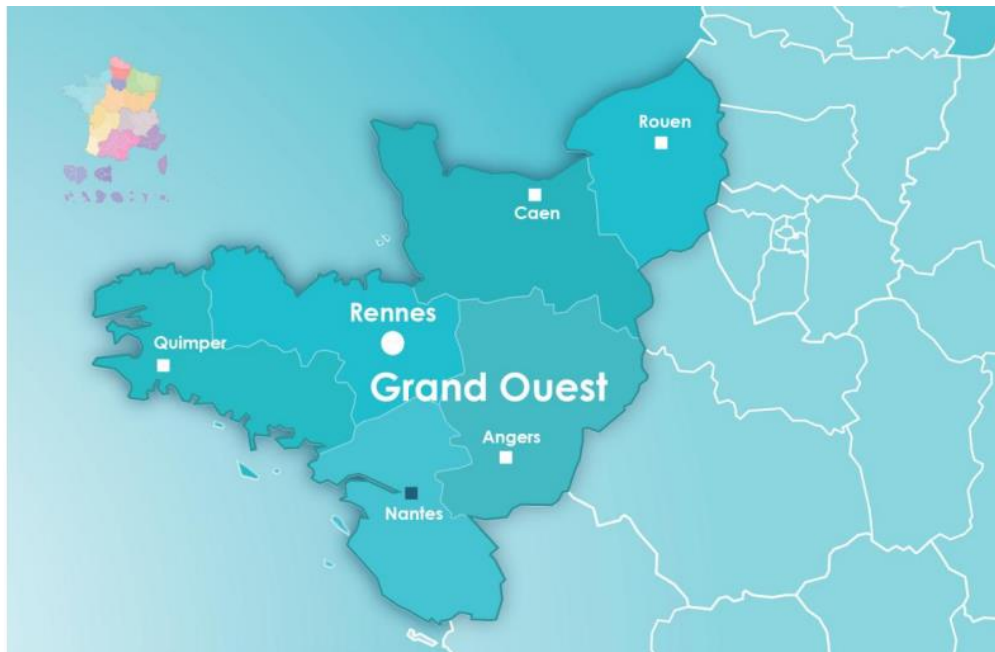 Rouen
Caen
Rennes
Quimper
Grand Ouest
Angers
Nantes